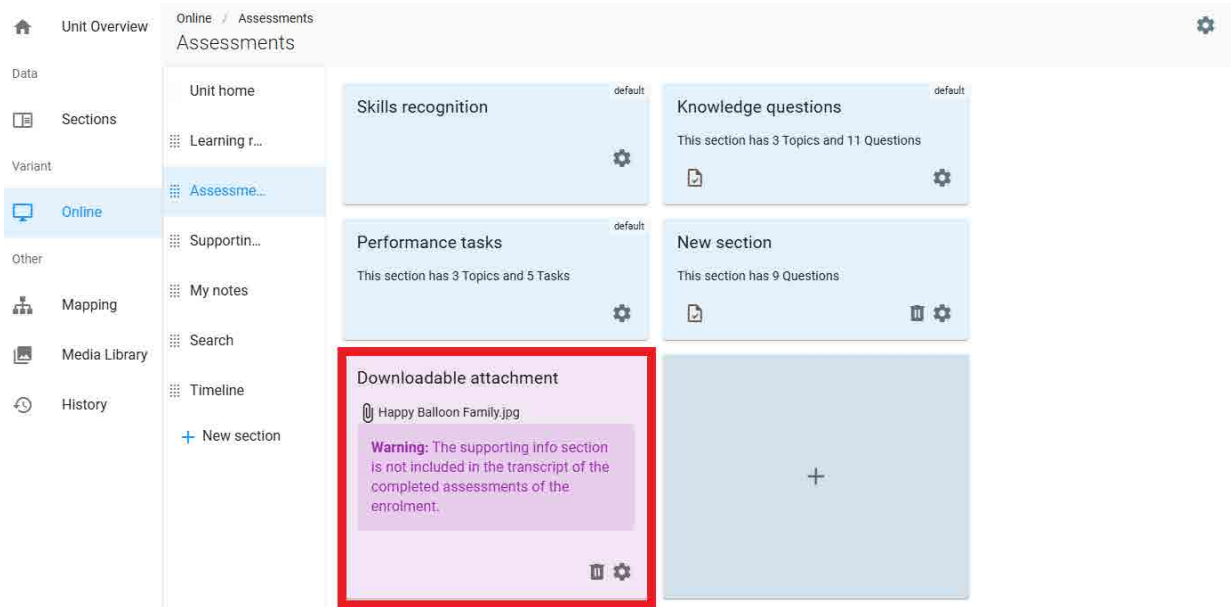 Unit Overview
Data
Sections
Variant
Online
Other
Mapping
Media Library
History
Online / Assessments
Assessments
Unit home
Learning r...
Assessme...
Supportin...
My notes
Search
Timeline
+ New section
default
Skills recognition
default
Knowledge questions
This section has 3 Topics and 11 Questions
default
Performance tasks
This section has 3 Topics and 5 Tasks
New section
This section has 9 Questions
Downloadable attachment
Happy Balloon Family.jpg
Warning: The supporting info section
is not included in the transcript of the
completed assessments of the
enrolment.